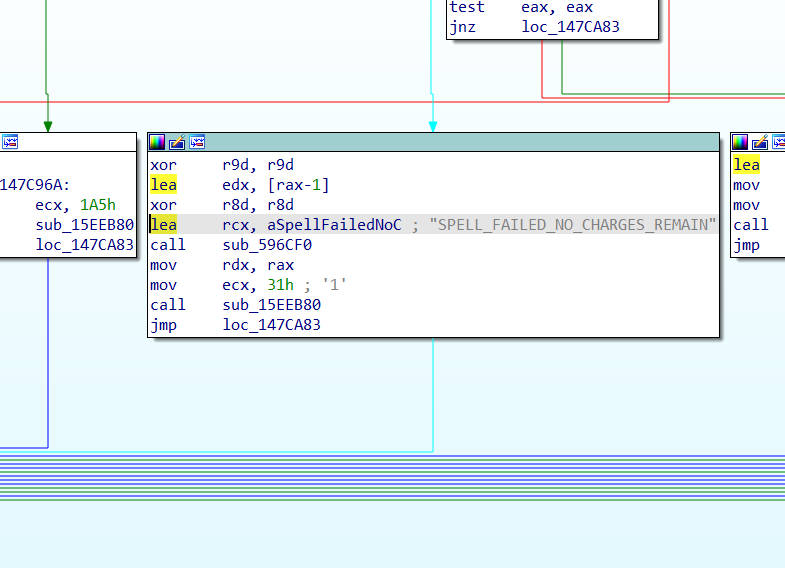 test eax, eax
jnz loc_147CA83
147C96A:
ecx, 1A5h
sub_15EEB80
loc_147CA83
xor r9d, r9d
lea edx, [rax-1]
xor r8d, r8d
lea rcx, aSpellFailedNoC ; "SPELL_FAILED_NO_CHARGES_REMAIN"
call sub_596CF0
mov rdx, rax
mov ecx, 31h ; '1'
call sub_15EEB80
jmp loc_147CA83
lea
mov
mov
call
jmp